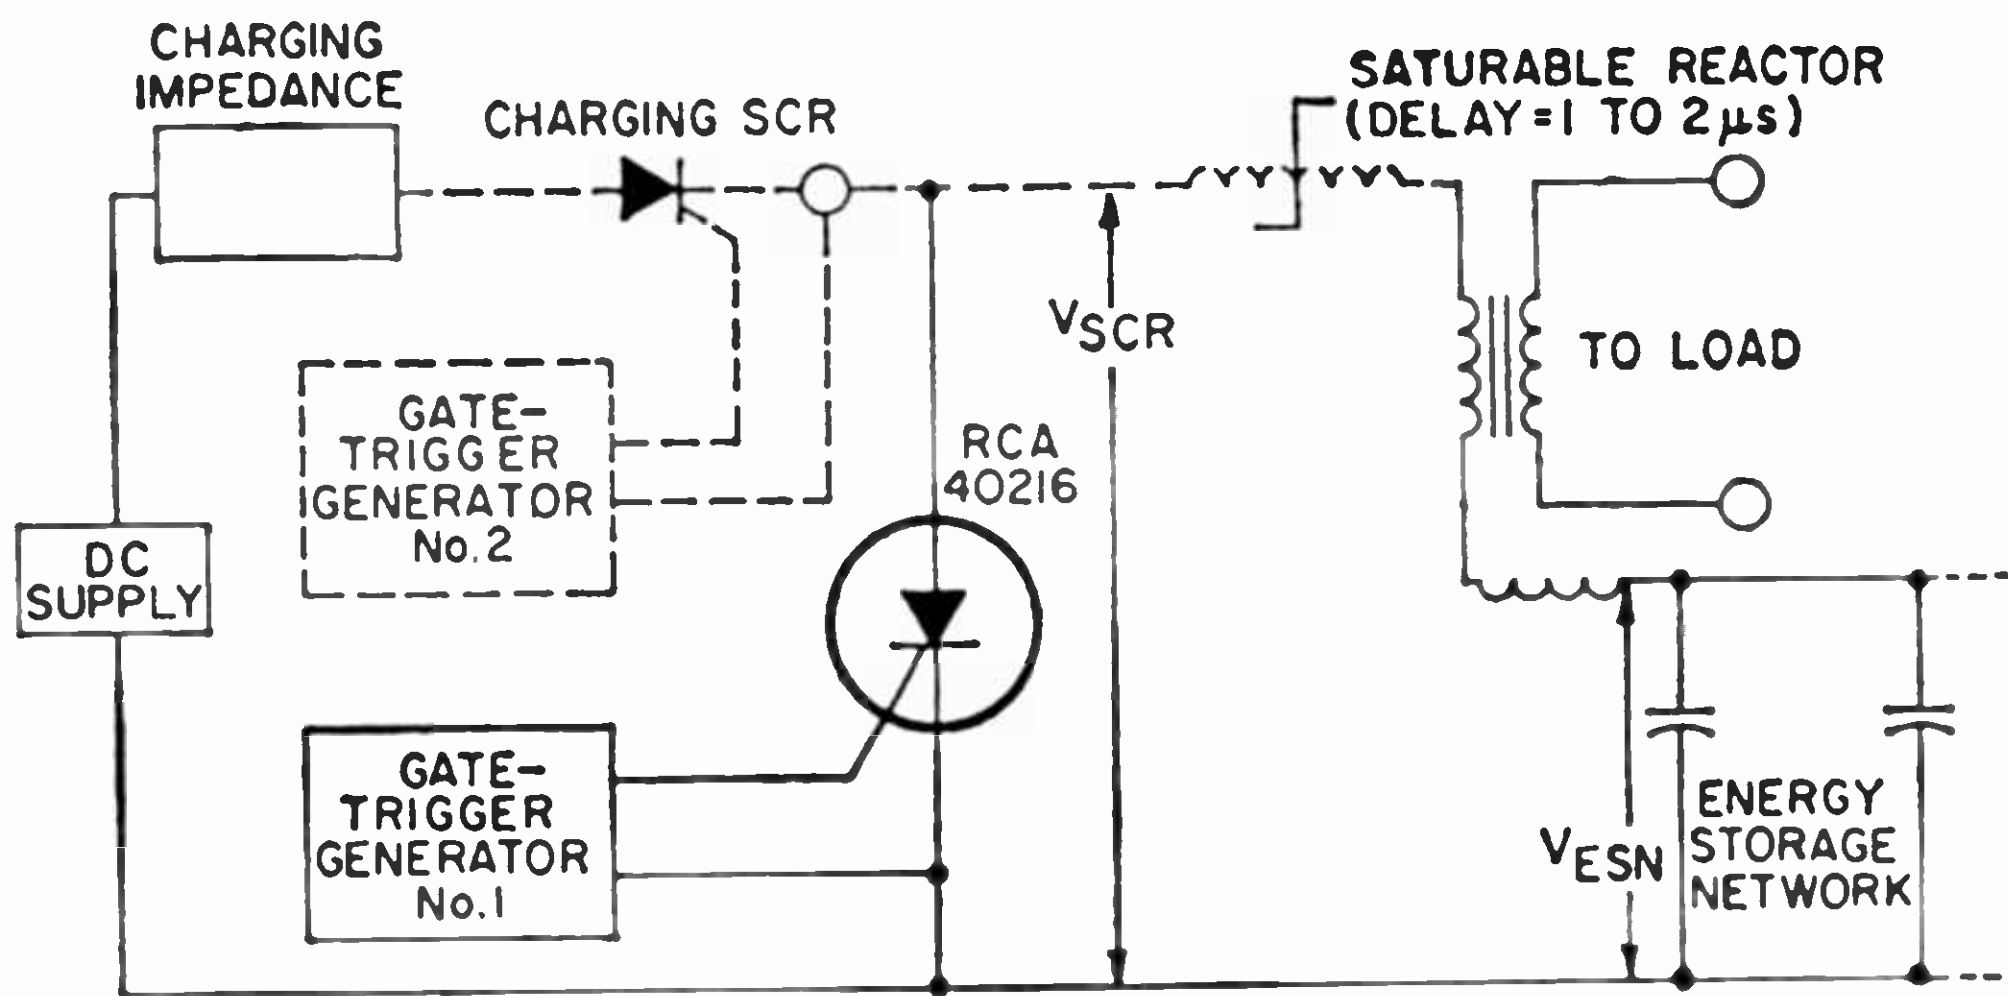 CHARGING
IMPEDANCE
CHARGING SCR
SATURABLE REACTOR
(DELAY=1 TO 2μs)
VSCR
TO LOAD
GATE-
TRIGGER
GENERATOR
No.2
RCA
40216
DC
SUPPLY
GATE-
TRIGGER
GENERATOR
No.1
VESN
ENERGY
STORAGE
NETWORK